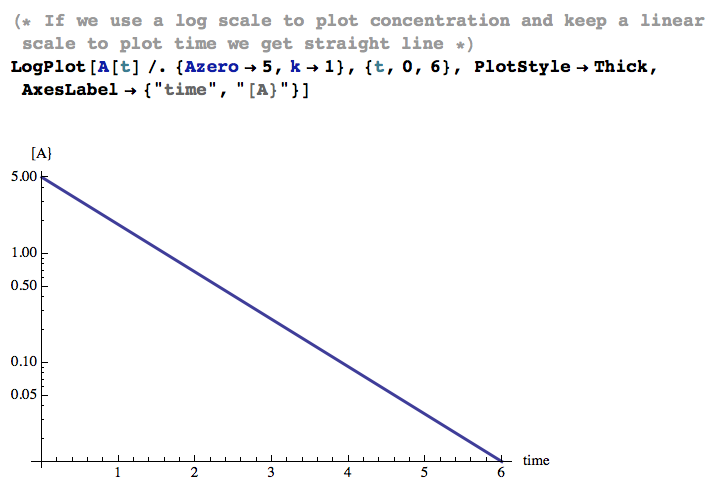 (* If we use a log scale to plot concentration and keep a linear
scale to plot time we get straight line *)
LogPlot[A[t] /. {Azero → 5, k → 1}, {t, 0, 6}, PlotStyle → Thick,
AxesLabel → {"time", "[A}"}]
[A}
5.00
1.00
0.50
0.10
0.05
1 2 3 4 5 6 time